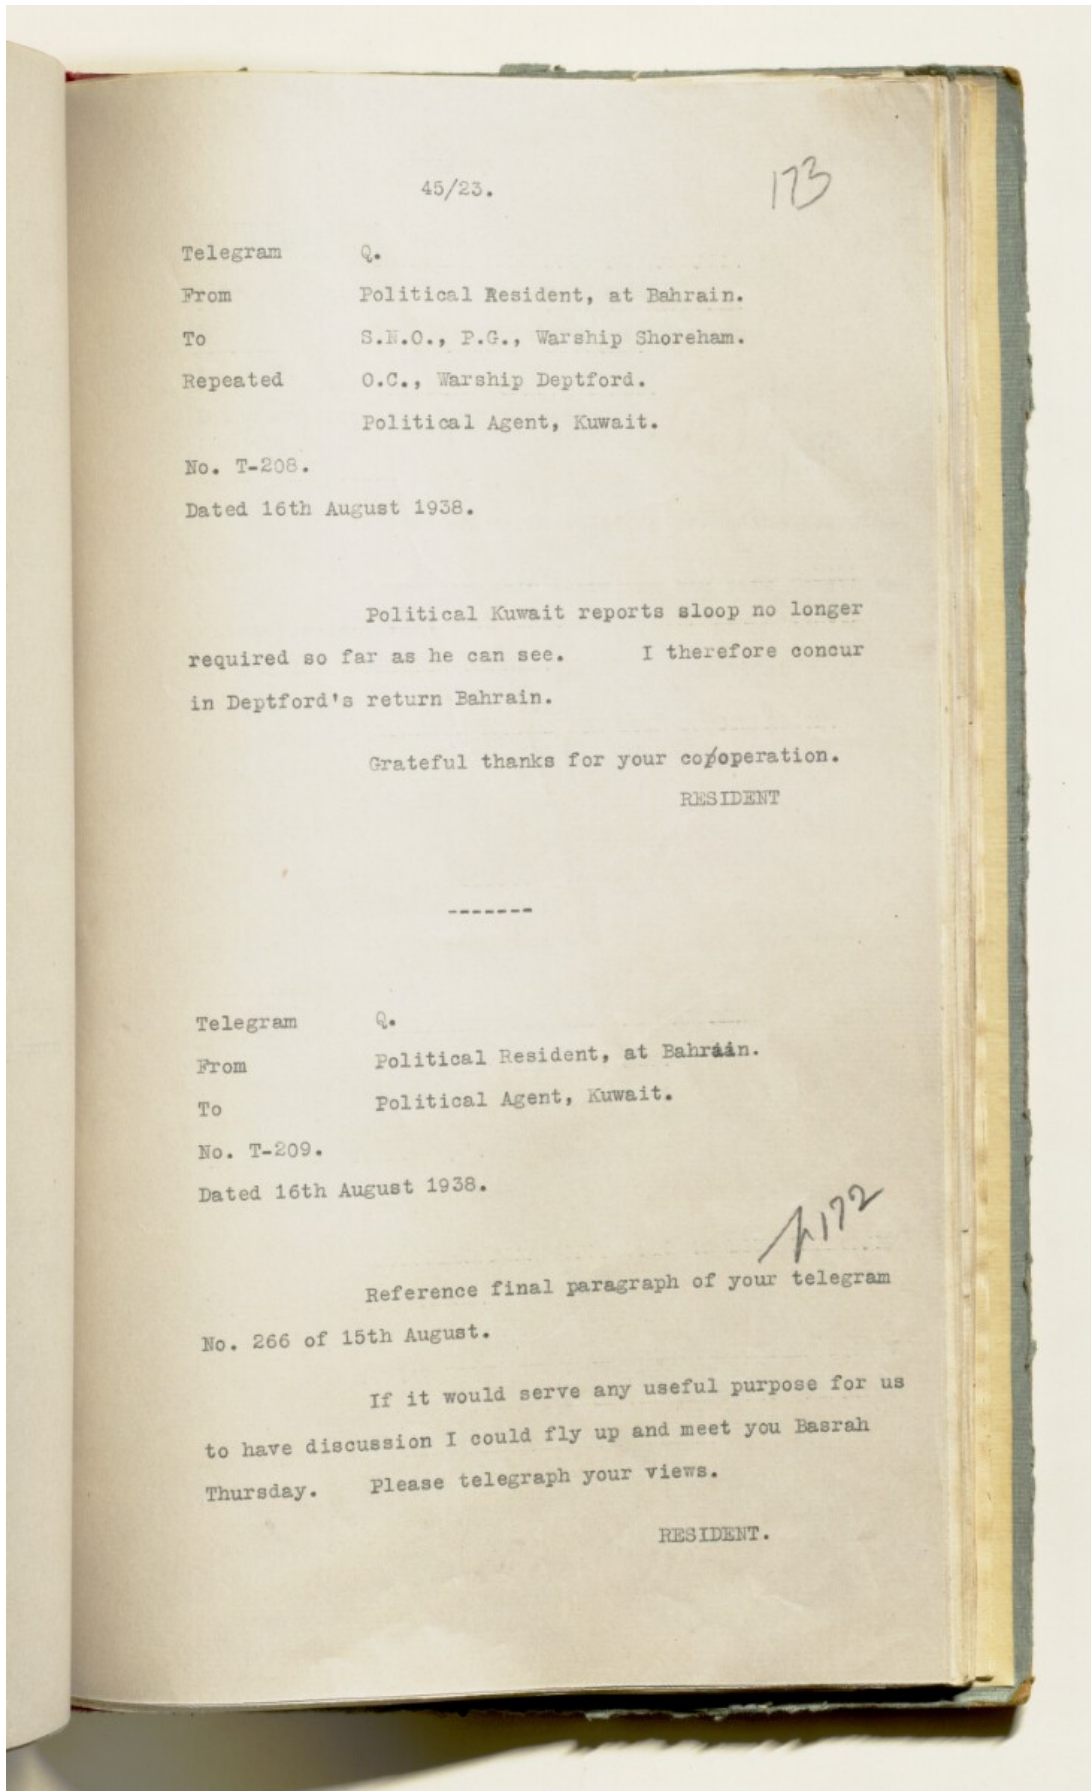 45/23.
173
Telegram Q.
From Political Resident, at Bahrain.
To S.N.O., P.G., Warship Shoreham.
Repeated O.C., Warship Deptford.
Political Agent, Kuwait.
No. T-208.
Dated 16th August 1938.
Political Kuwait reports sloop no longer
required so far as he can see. I therefore concur
in Deptford's return Bahrain.
Grateful thanks for your cooperation.
RESIDENT
-------
Telegram Q.
From Political Resident, at Bahrain.
To Political Agent, Kuwait.
No. T-209.
Dated 16th August 1938.
172
Reference final paragraph of your telegram
No. 266 of 15th August.
If it would serve any useful purpose for us
to have discussion I could fly up and meet you Basrah
Thursday. Please telegraph your views.
RESIDENT.